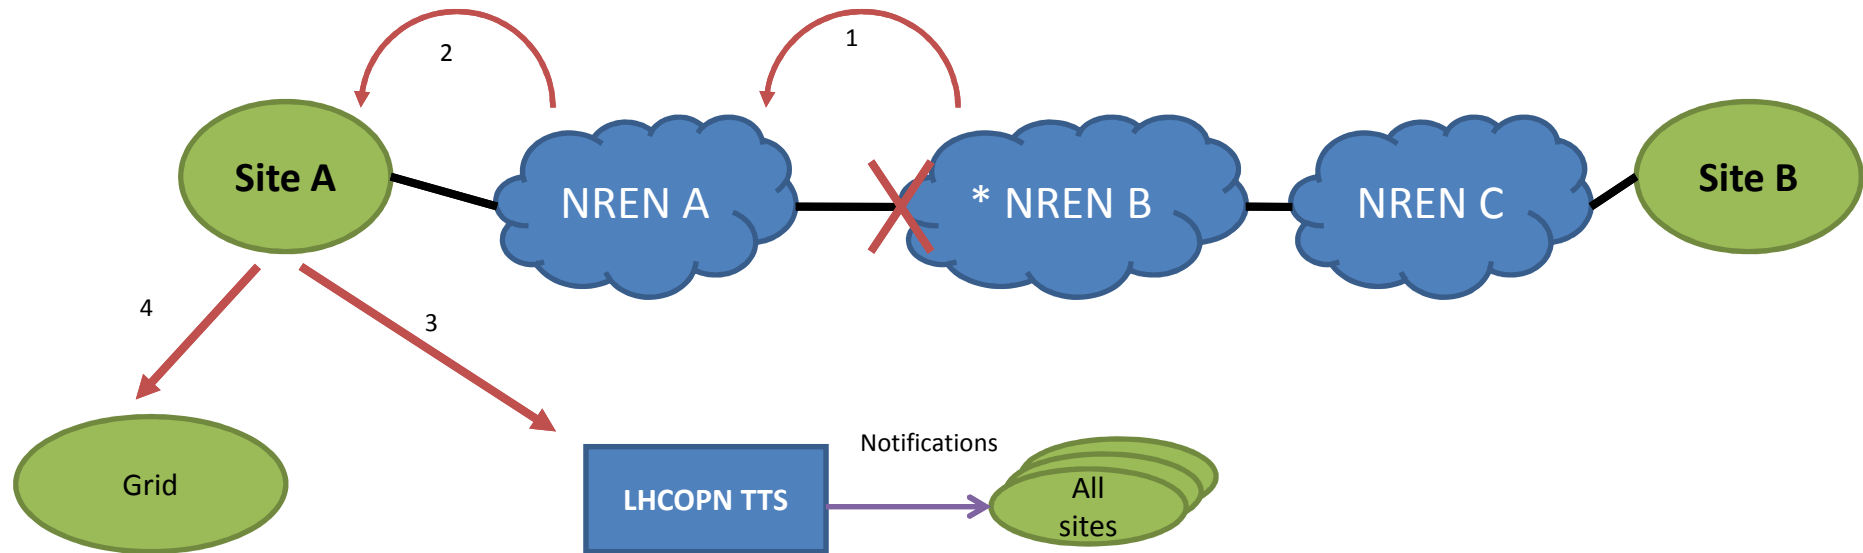 2
1
Site A
NREN A
* NREN B
NREN C
Site B
4
3
Grid
LHCOPN TTS
Notifications
All
sites